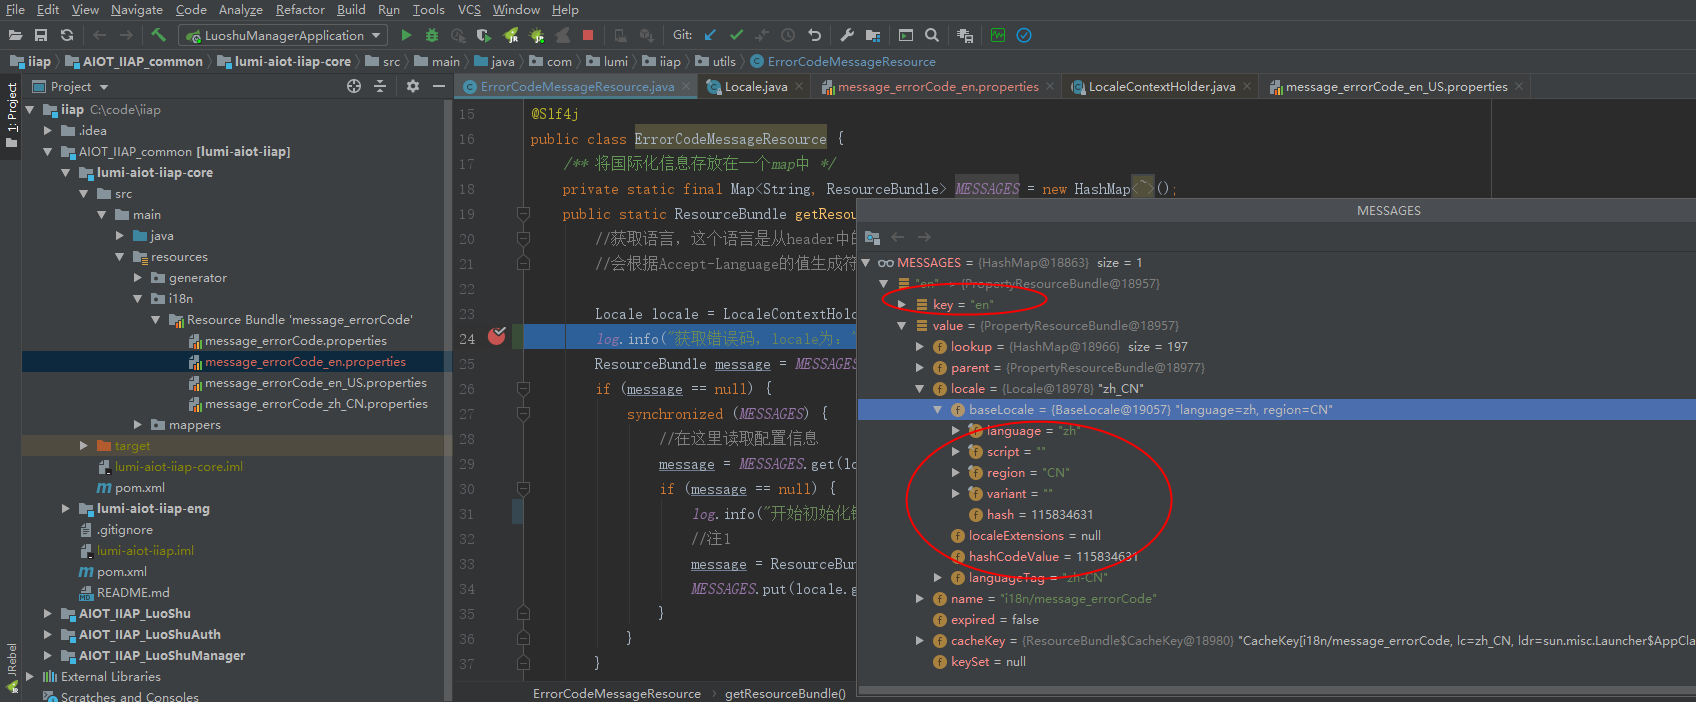 File Edit View Navigate Code Analyze Refactor Build Run Tools VCS Window Help
LuoshuManagerApplication Git:
iiap AIOT_IIAP_common lumi-aiot-iiap-core src main java com lumi iiap utils ErrorCodeMessageResource
Project
ErrorCodeMessageResource.java Locale.java message_errorCode_en.properties LocaleContextHolder.java message_errorCode_en_US.properties
1: Project
JRebel
iiap C:\code\iiap
.idea
AIOT_IIAP_common [lumi-aiot-iiap]
lumi-aiot-iiap-core
src
main
java
resources
generator
i18n
Resource Bundle 'message_errorCode'
message_errorCode.properties
message_errorCode_en.properties
message_errorCode_en_US.properties
message_errorCode_zh_CN.properties
mappers
target
lumi-aiot-iiap-core.iml
pom.xml
lumi-aiot-iiap-eng
.gitignore
lumi-aiot-iiap.iml
pom.xml
README.md
AIOT_IIAP_LuoShu
AIOT_IIAP_LuoShuAuth
AIOT_IIAP_LuoShuManager
External Libraries
Scratches and Consoles
15 @Slf4j
16 public class ErrorCodeMessageResource {
17 /** 将国际化信息存放在一个map中 */
18 private static final Map<String, ResourceBundle> MESSAGES = new HashMap<~>();
19 public static ResourceBundle getResou
20 //获取语言，这个语言是从header中的
21 //会根据Accept-Language的值生成符
22
23 Locale locale = LocaleContextHold
24 log.info("获取错误码，locale为："
25 ResourceBundle message = MESSAGES
26 if (message == null) {
27 synchronized (MESSAGES) {
28 //在这里读取配置信息
29 message = MESSAGES.get(lo
30 if (message == null) {
31 log.info("开始初始化错
32 //注1
33 message = ResourceBun
34 MESSAGES.put(locale.g
35 }
36 }
37 }
ErrorCodeMessageResource › getResourceBundle()
MESSAGES
MESSAGES = {HashMap@18863} size = 1
"en" -> {PropertyResourceBundle@18957}
key = "en"
value = {PropertyResourceBundle@18957}
lookup = {HashMap@18966} size = 197
parent = {PropertyResourceBundle@18977}
locale = {Locale@18978} "zh_CN"
baseLocale = {BaseLocale@19057} "language=zh, region=CN"
language = "zh"
script = ""
region = "CN"
variant = ""
hash = 115834631
localeExtensions = null
hashCodeValue = 115834631
languageTag = "zh-CN"
name = "i18n/message_errorCode"
expired = false
cacheKey = {ResourceBundle$CacheKey@18980} "CacheKey[i18n/message_errorCode, lc=zh_CN, ldr=sun.misc.Launcher$AppCla
keySet = null